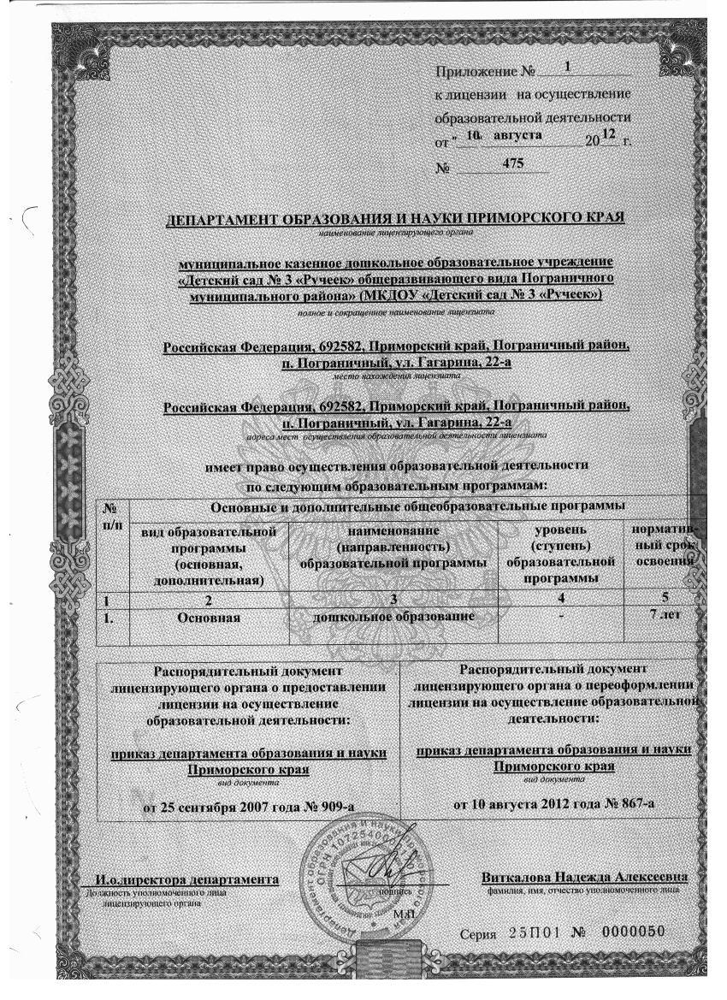 Приложение № 1
к лицензии на осуществление
образовательной деятельности
от " 10 " августа 2012 г.
№ 475
ДЕПАРТАМЕНТ ОБРАЗОВАНИЯ И НАУКИ ПРИМОРСКОГО КРАЯ
наименование лицензирующего органа
муниципальное казенное дошкольное образовательное учреждение
«Детский сад № 3 «Ручеек» общеразвивающего вида Пограничного
муниципального района» (МКДОУ «Детский сад № 3 «Ручеек»)
полное и сокращенное наименование лицензиата
Российская Федерация, 692582, Приморский край, Пограничный район,
п. Пограничный, ул. Гагарина, 22-а
место нахождения лицензиата
Российская Федерация, 692582, Приморский край, Пограничный район,
п. Пограничный, ул. Гагарина, 22-а
адреса мест осуществления образовательной деятельности лицензиата
имеет право осуществления образовательной деятельности
по следующим образовательным программам:
№ п/п
Основные и дополнительные общеобразовательные программы
вид образовательной
программы
(основная,
дополнительная)
наименование
(направленность)
образовательной программы
уровень
(ступень)
образовательной
программы
норматив-
ный срок
освоения
1 2 3 4 5
1. Основная дошкольное образование - 7 лет
Распорядительный документ
лицензирующего органа о предоставлении
лицензии на осуществление
образовательной деятельности:
приказ департамента образования и науки
Приморского края
вид документа
от 25 сентября 2007 года № 909-а
Распорядительный документ
лицензирующего органа о переоформлении
лицензии на осуществление образовательной
деятельности:
приказ департамента образования и науки
Приморского края
вид документа
от 10 августа 2012 года № 867-а
И.о.директора департамента
Должность уполномоченного лица
лицензирующего органа
подпись
М.П.
Виткалова Надежда Алексеевна
фамилия, имя, отчество уполномоченного лица
Серия 25П01 № 0000050